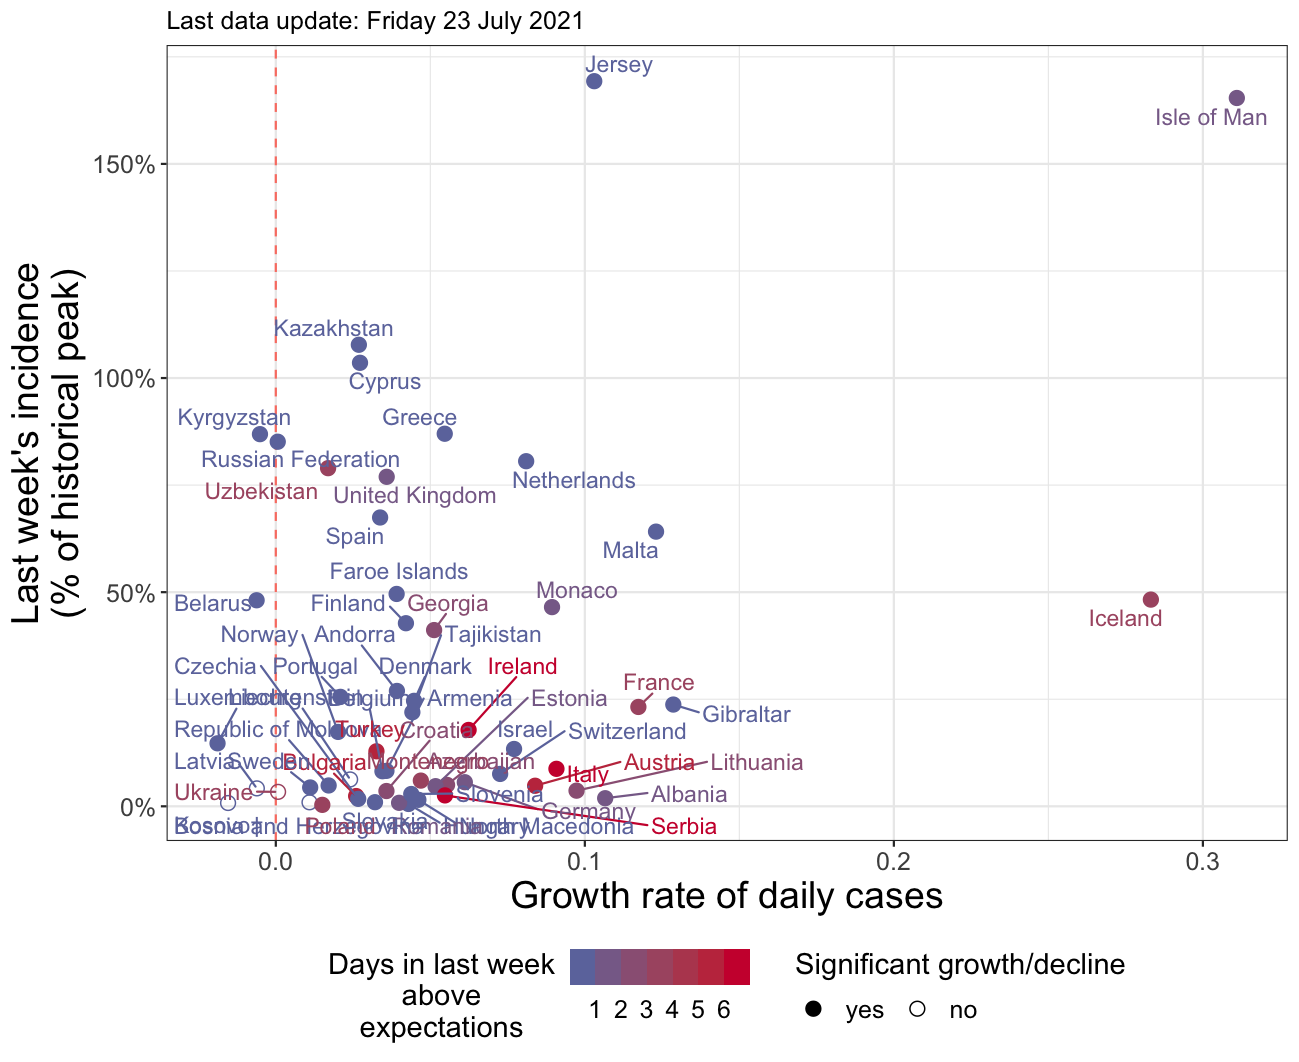 Last data update: Friday 23 July 2021
Last week's incidence
(% of historical peak)
150%
100%
50%
0%
Jersey
Isle of Man
Kazakhstan
Cyprus
Kyrgyzstan
Greece
Russian Federation
Netherlands
Uzbekistan
United Kingdom
Spain
Malta
Faroe Islands
Monaco
Belarus
Finland
Georgia
Iceland
Norway
Andorra
Tajikistan
Czechia
Portugal
Denmark
Ireland
France
Luxembourg
Liechtenstein
Belgium
Armenia
Estonia
Gibraltar
Republic of Moldova
Turkey
Croatia
Israel
Switzerland
Latvia
Sweden
Bulgaria
Montenegro
Azerbaijan
Italy
Austria
Lithuania
Ukraine
Slovenia
Albania
Germany
Slovakia
Kosovo†
Bosnia and Herzegovina
Poland
Romania
Hungary
North Macedonia
Serbia
0.0
0.1
0.2
0.3
Growth rate of daily cases
Days in last week
above
expectations
1 2 3 4 5 6
Significant growth/decline
yes
no